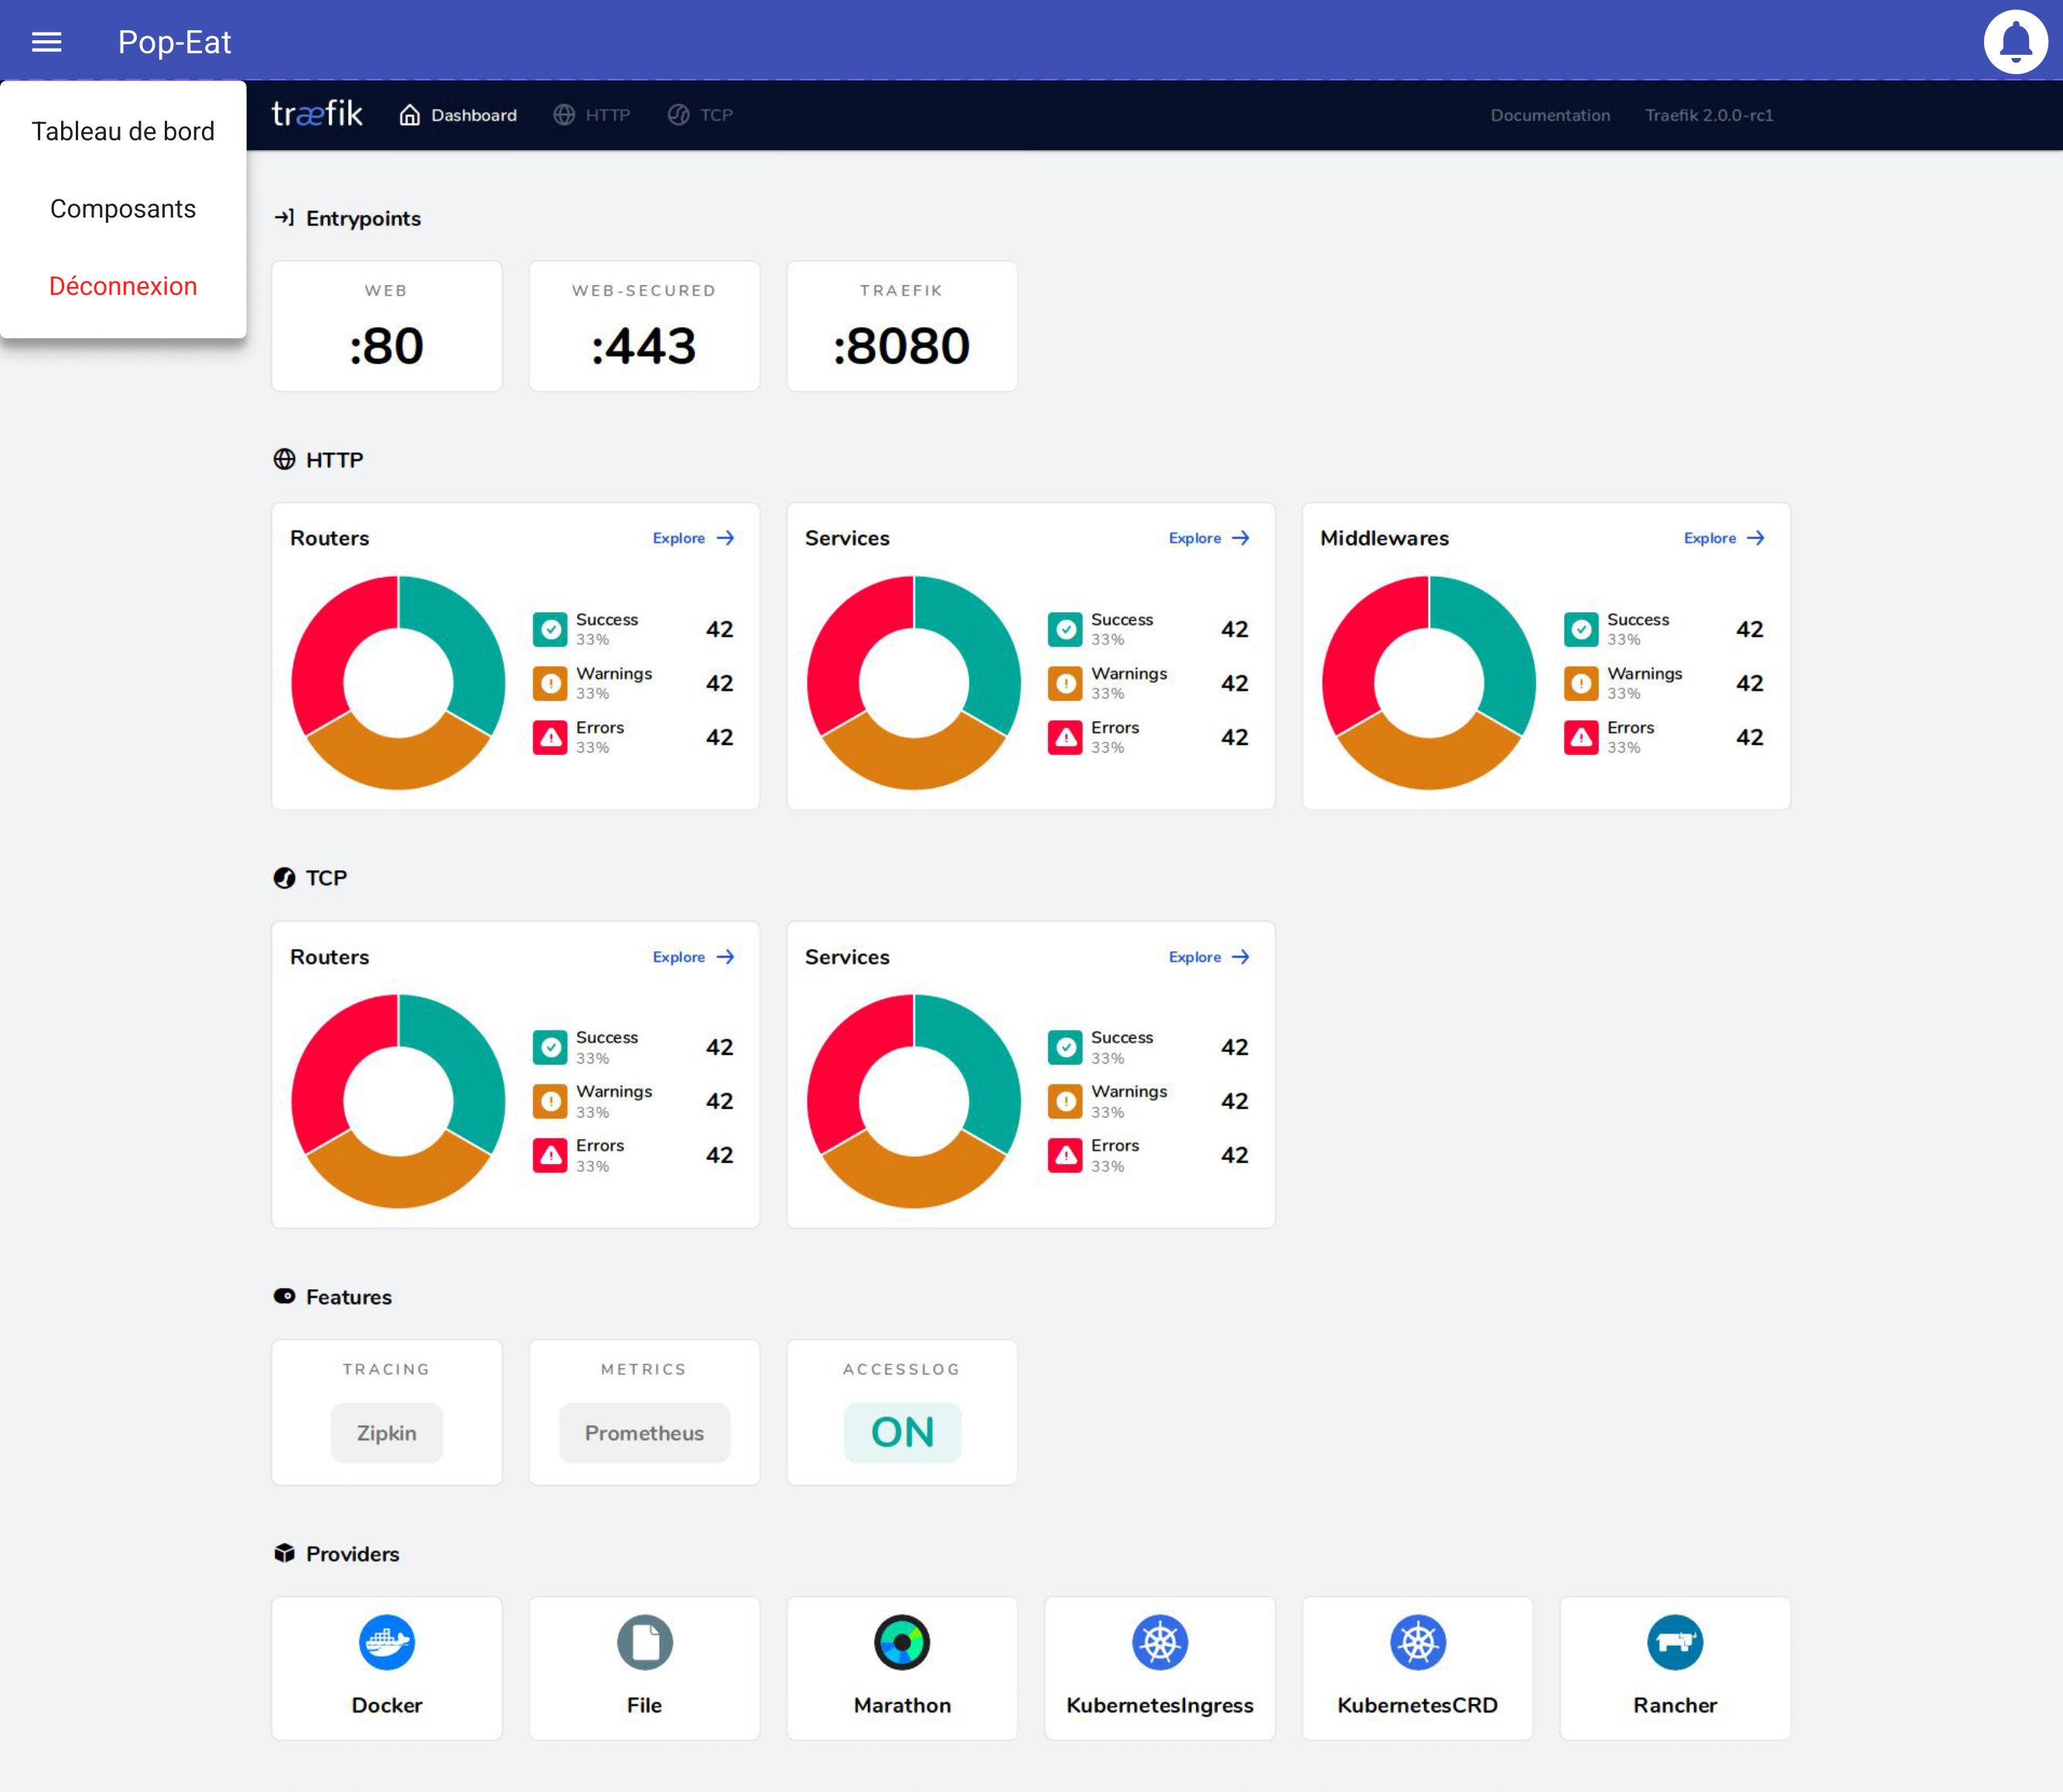 Pop-Eat
Tableau de bord
Composants
Déconnexion
træfik Dashboard HTTP TCP Documentation Traefik 2.0.0-rc1
Entrypoints
WEB WEB-SECURED TRAEFIK
:80 :443 :8080
HTTP
Routers Explore Services Explore Middlewares Explore
Success 42 Success 42 Success 42
33% 33% 33%
Warnings 42 Warnings 42 Warnings 42
33% 33% 33%
Errors 42 Errors 42 Errors 42
33% 33% 33%
TCP
Routers Explore Services Explore
Success 42 Success 42
33% 33%
Warnings 42 Warnings 42
33% 33%
Errors 42 Errors 42
33% 33%
Features
TRACING METRICS ACCESSLOG
Zipkin Prometheus ON
Providers
Docker File Marathon KubernetesIngress KubernetesCRD Rancher